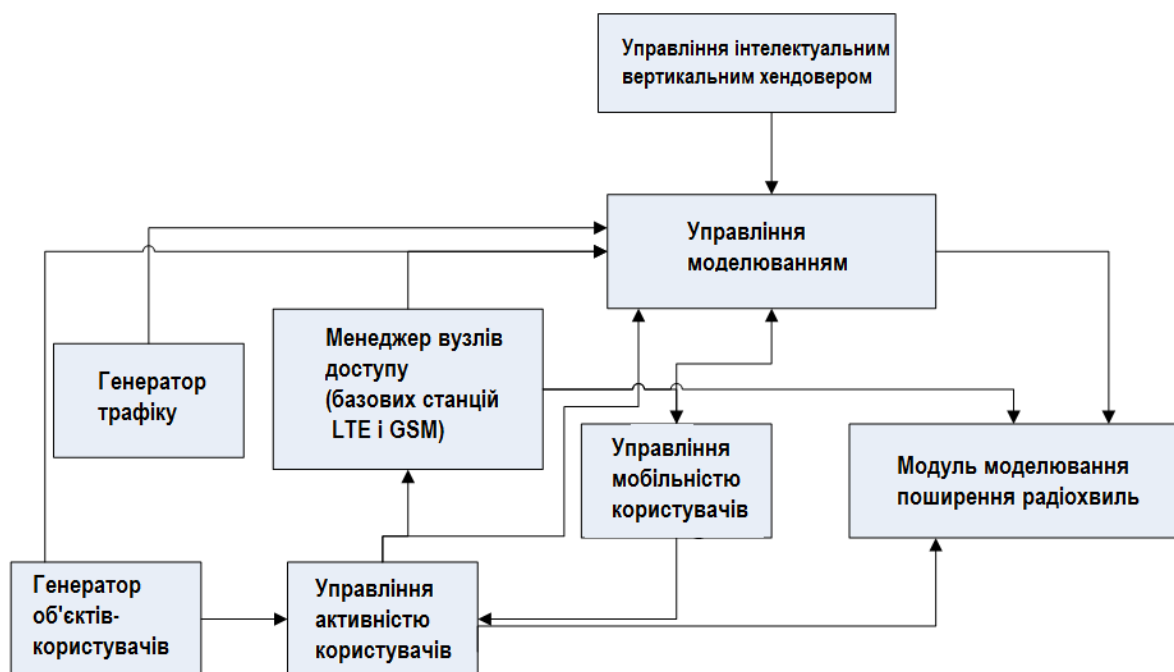 Управління інтелектуальним
вертикальним хендовером
Управління
моделюванням
Менеджер вузлів
доступу
(базових станцій
LTE і GSM)
Генератор
трафіку
Управління
мобільністю
користувачів
Модуль моделювання
поширення радіохвиль
Генератор
об'єктів-
користувачів
Управління
активністю
користувачів